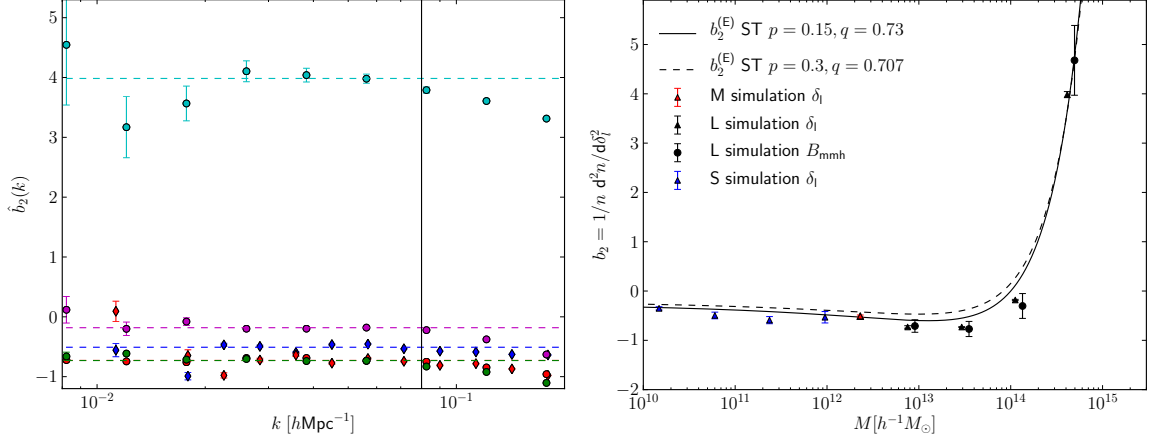 5
4
3
2
1
0
−1
b̂₂(k)
10⁻²
10⁻¹
k [hMpc⁻¹]
5
4
3
2
1
0
−1
−2
b₂ = 1/n d²n/dδₗ²
b₂⁽ᴱ⁾ ST p = 0.15, q = 0.73
b₂⁽ᴱ⁾ ST p = 0.3, q = 0.707
M simulation δₗ
L simulation δₗ
L simulation Bₘₘₕ
S simulation δₗ
10¹⁰
10¹¹
10¹²
10¹³
10¹⁴
10¹⁵
M[h⁻¹M☉]